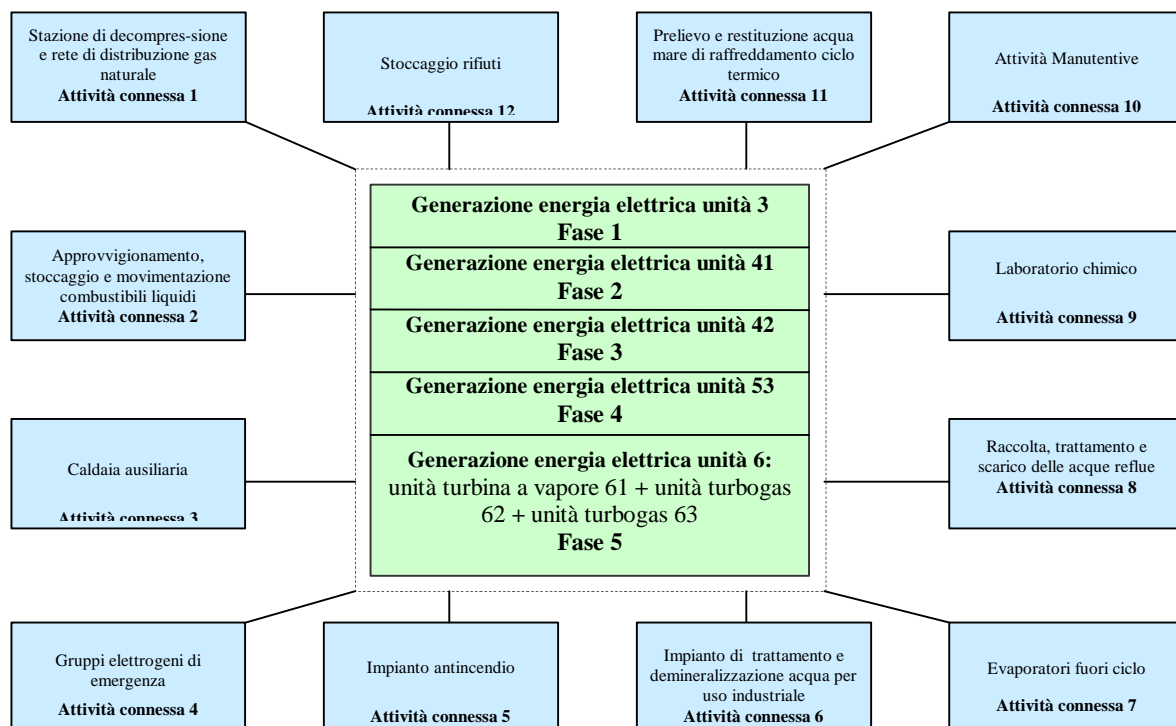 Stazione di decompres-sione
e rete di distribuzione gas
naturale
Attività connessa 1
Stoccaggio rifiuti
Attività connessa 12
Prelievo e restituzione acqua
mare di raffreddamento ciclo
termico
Attività connessa 11
Attività Manutentive
Attività connessa 10
Generazione energia elettrica unità 3
Fase 1
Generazione energia elettrica unità 41
Fase 2
Generazione energia elettrica unità 42
Fase 3
Generazione energia elettrica unità 53
Fase 4
Generazione energia elettrica unità 6:
unità turbina a vapore 61 + unità turbogas
62 + unità turbogas 63
Fase 5
Approvvigionamento,
stoccaggio e movimentazione
combustibili liquidi
Attività connessa 2
Laboratorio chimico
Attività connessa 9
Caldaia ausiliaria
Attività connessa 3
Raccolta, trattamento e
scarico delle acque reflue
Attività connessa 8
Gruppi elettrogeni di
emergenza
Attività connessa 4
Impianto antincendio
Attività connessa 5
Impianto di trattamento e
demineralizzazione acqua per
uso industriale
Attività connessa 6
Evaporatori fuori ciclo
Attività connessa 7